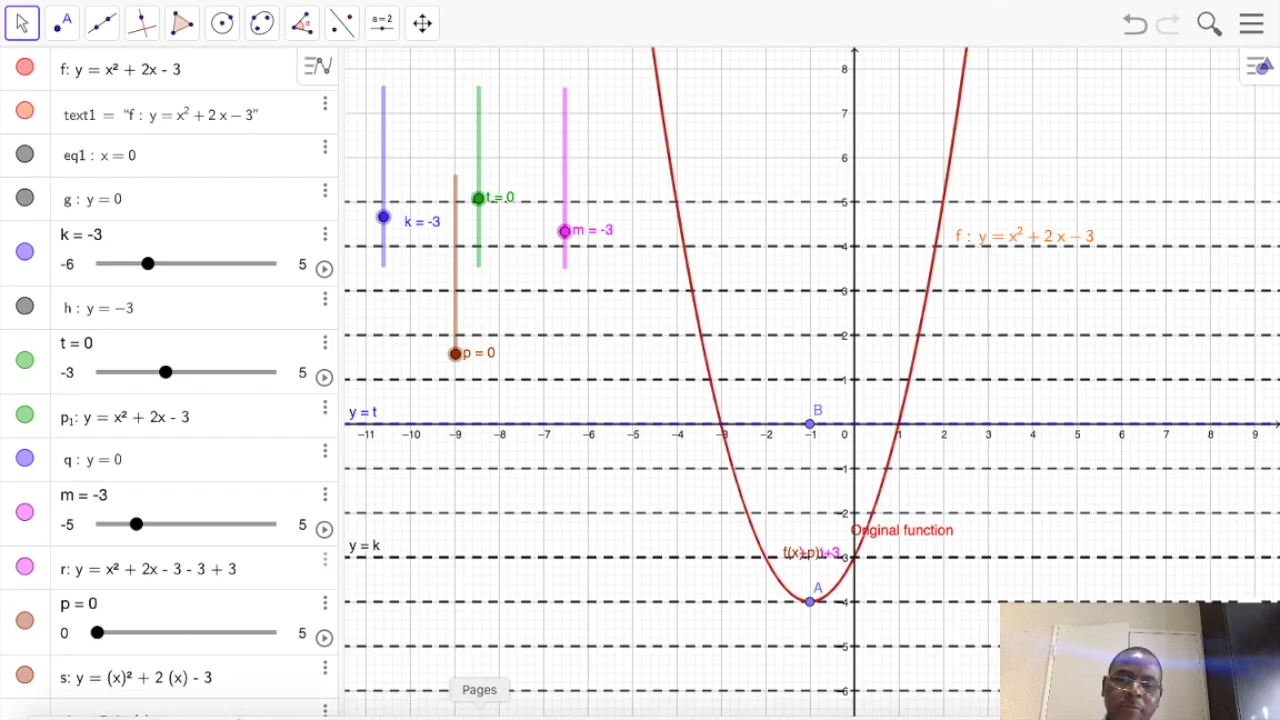 a=2
f: y = x² + 2x - 3
text1 = “f : y = x² + 2 x − 3”
eq1 : x = 0
g : y = 0
k = -3
-6 5
h : y = −3
t = 0
-3 5
p₁: y = x² + 2x - 3
q : y = 0
m = -3
-5 5
r: y = x² + 2x - 3 - 3 + 3
p = 0
0 5
s: y = (x)² + 2 (x) - 3
k = -3
t = 0
m = -3
p = 0
f : y = x² + 2 x − 3
y = t
B
y = k
Original function
A
8
7
6
5
4
3
2
1
−11 −10 −9 −8 −7 −6 −5 −4 −3 −2 −1 0 1 2 3 4 5 6 7 8 9
−1
−2
−3
−4
−5
−6
Pages